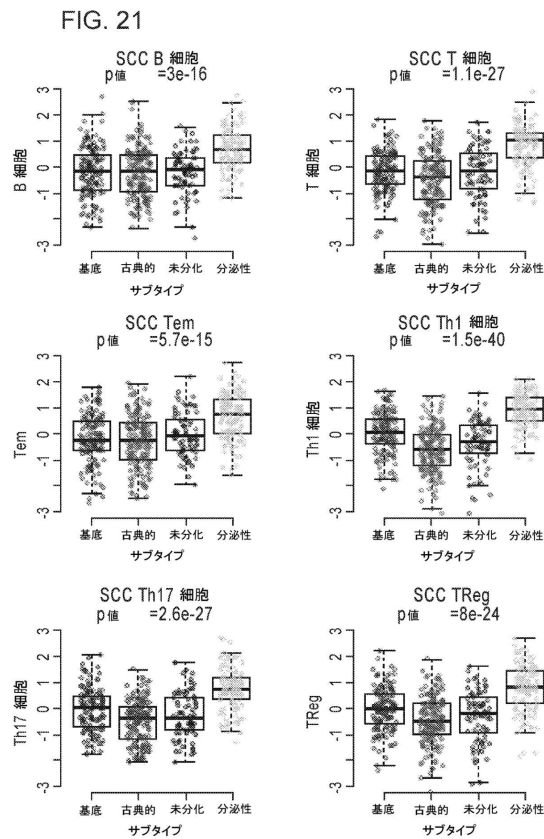 FIG. 21
SCC B 細胞
p値 =3e-16
B 細胞
3
2
1
0
-1
-3
基底 古典的 未分化 分泌性
サブタイプ
SCC T 細胞
p値 =1.1e-27
T 細胞
3
2
1
0
-1
-3
基底 古典的 未分化 分泌性
サブタイプ
SCC Tem
p値 =5.7e-15
Tem
3
2
1
0
-1
-3
基底 古典的 未分化 分泌性
サブタイプ
SCC Th1 細胞
p値 =1.5e-40
Th1 細胞
3
2
1
0
-1
-3
基底 古典的 未分化 分泌性
サブタイプ
SCC Th17 細胞
p値 =2.6e-27
Th17 細胞
3
2
1
0
-1
-3
基底 古典的 未分化 分泌性
サブタイプ
SCC TReg
p値 =8e-24
TReg
3
2
1
0
-1
-3
基底 古典的 未分化 分泌性
サブタイプ